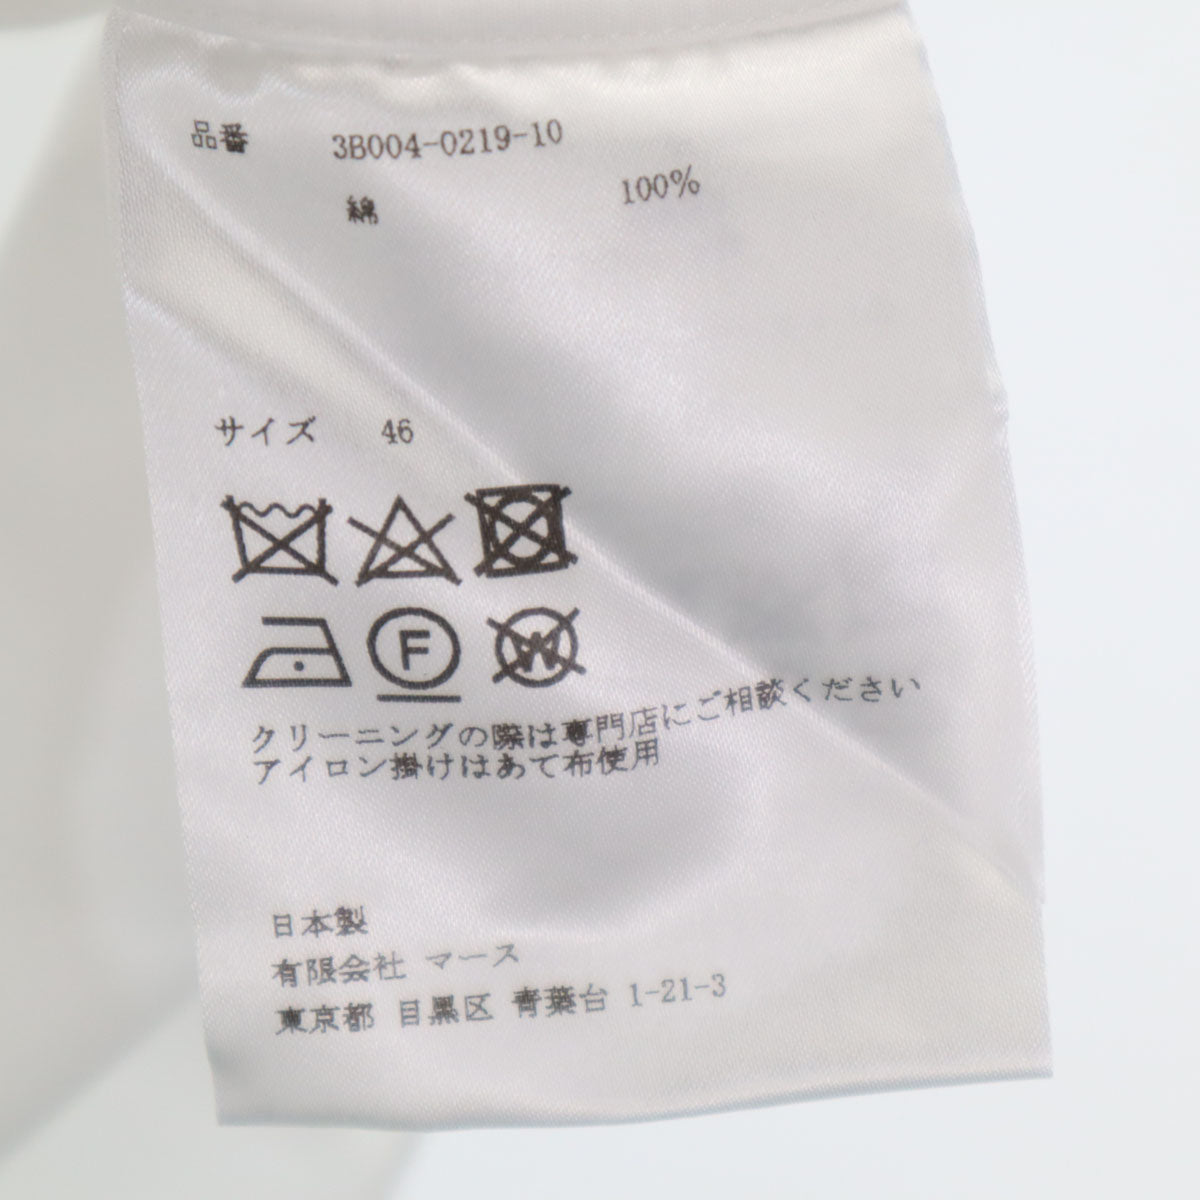 品番 3B004-0219-10
綿 100%
サイズ 46
F
W
クリーニングの際は専門店にご相談ください
アイロン掛けはあて布使用
日本製
有限会社 マース
東京都 目黒区 青葉台 1-21-3